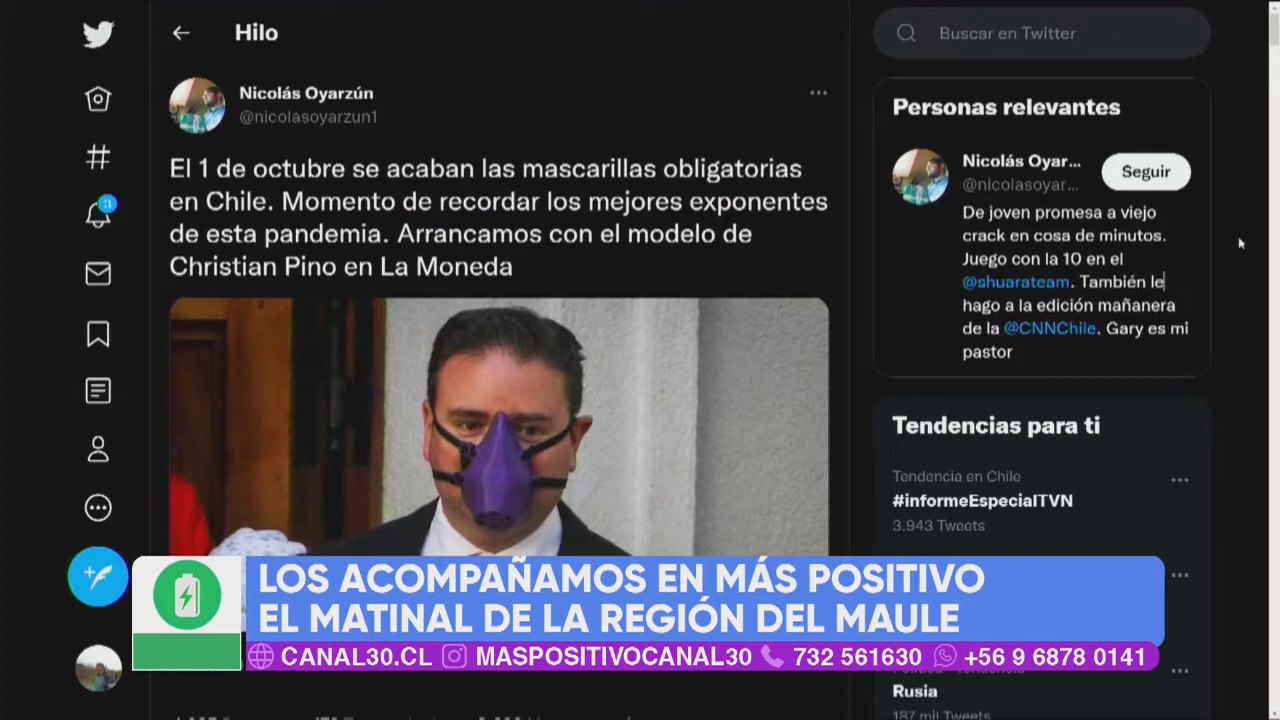 Hilo
Nicolás Oyarzún
@nicolasoyarzun1
El 1 de octubre se acaban las mascarillas obligatorias
en Chile. Momento de recordar los mejores exponentes
de esta pandemia. Arrancamos con el modelo de
Christian Pino en La Moneda
3
Buscar en Twitter
Personas relevantes
Nicolás Oyar...
@nicolasoyar...
Seguir
De joven promesa a viejo
crack en cosa de minutos.
Juego con la 10 en el
@shuarateam. También le
hago a la edición mañanera
de la @CNNChile. Gary es mi
pastor
Tendencias para ti
Tendencia en Chile
#informeEspecialTVN
3.943 Tweets
Rusia
187 mil Tweets
LOS ACOMPAÑAMOS EN MÁS POSITIVO
EL MATINAL DE LA REGIÓN DEL MAULE
CANAL30.CL MASPOSITIVOCANAL30 732 561630 +56 9 6878 0141